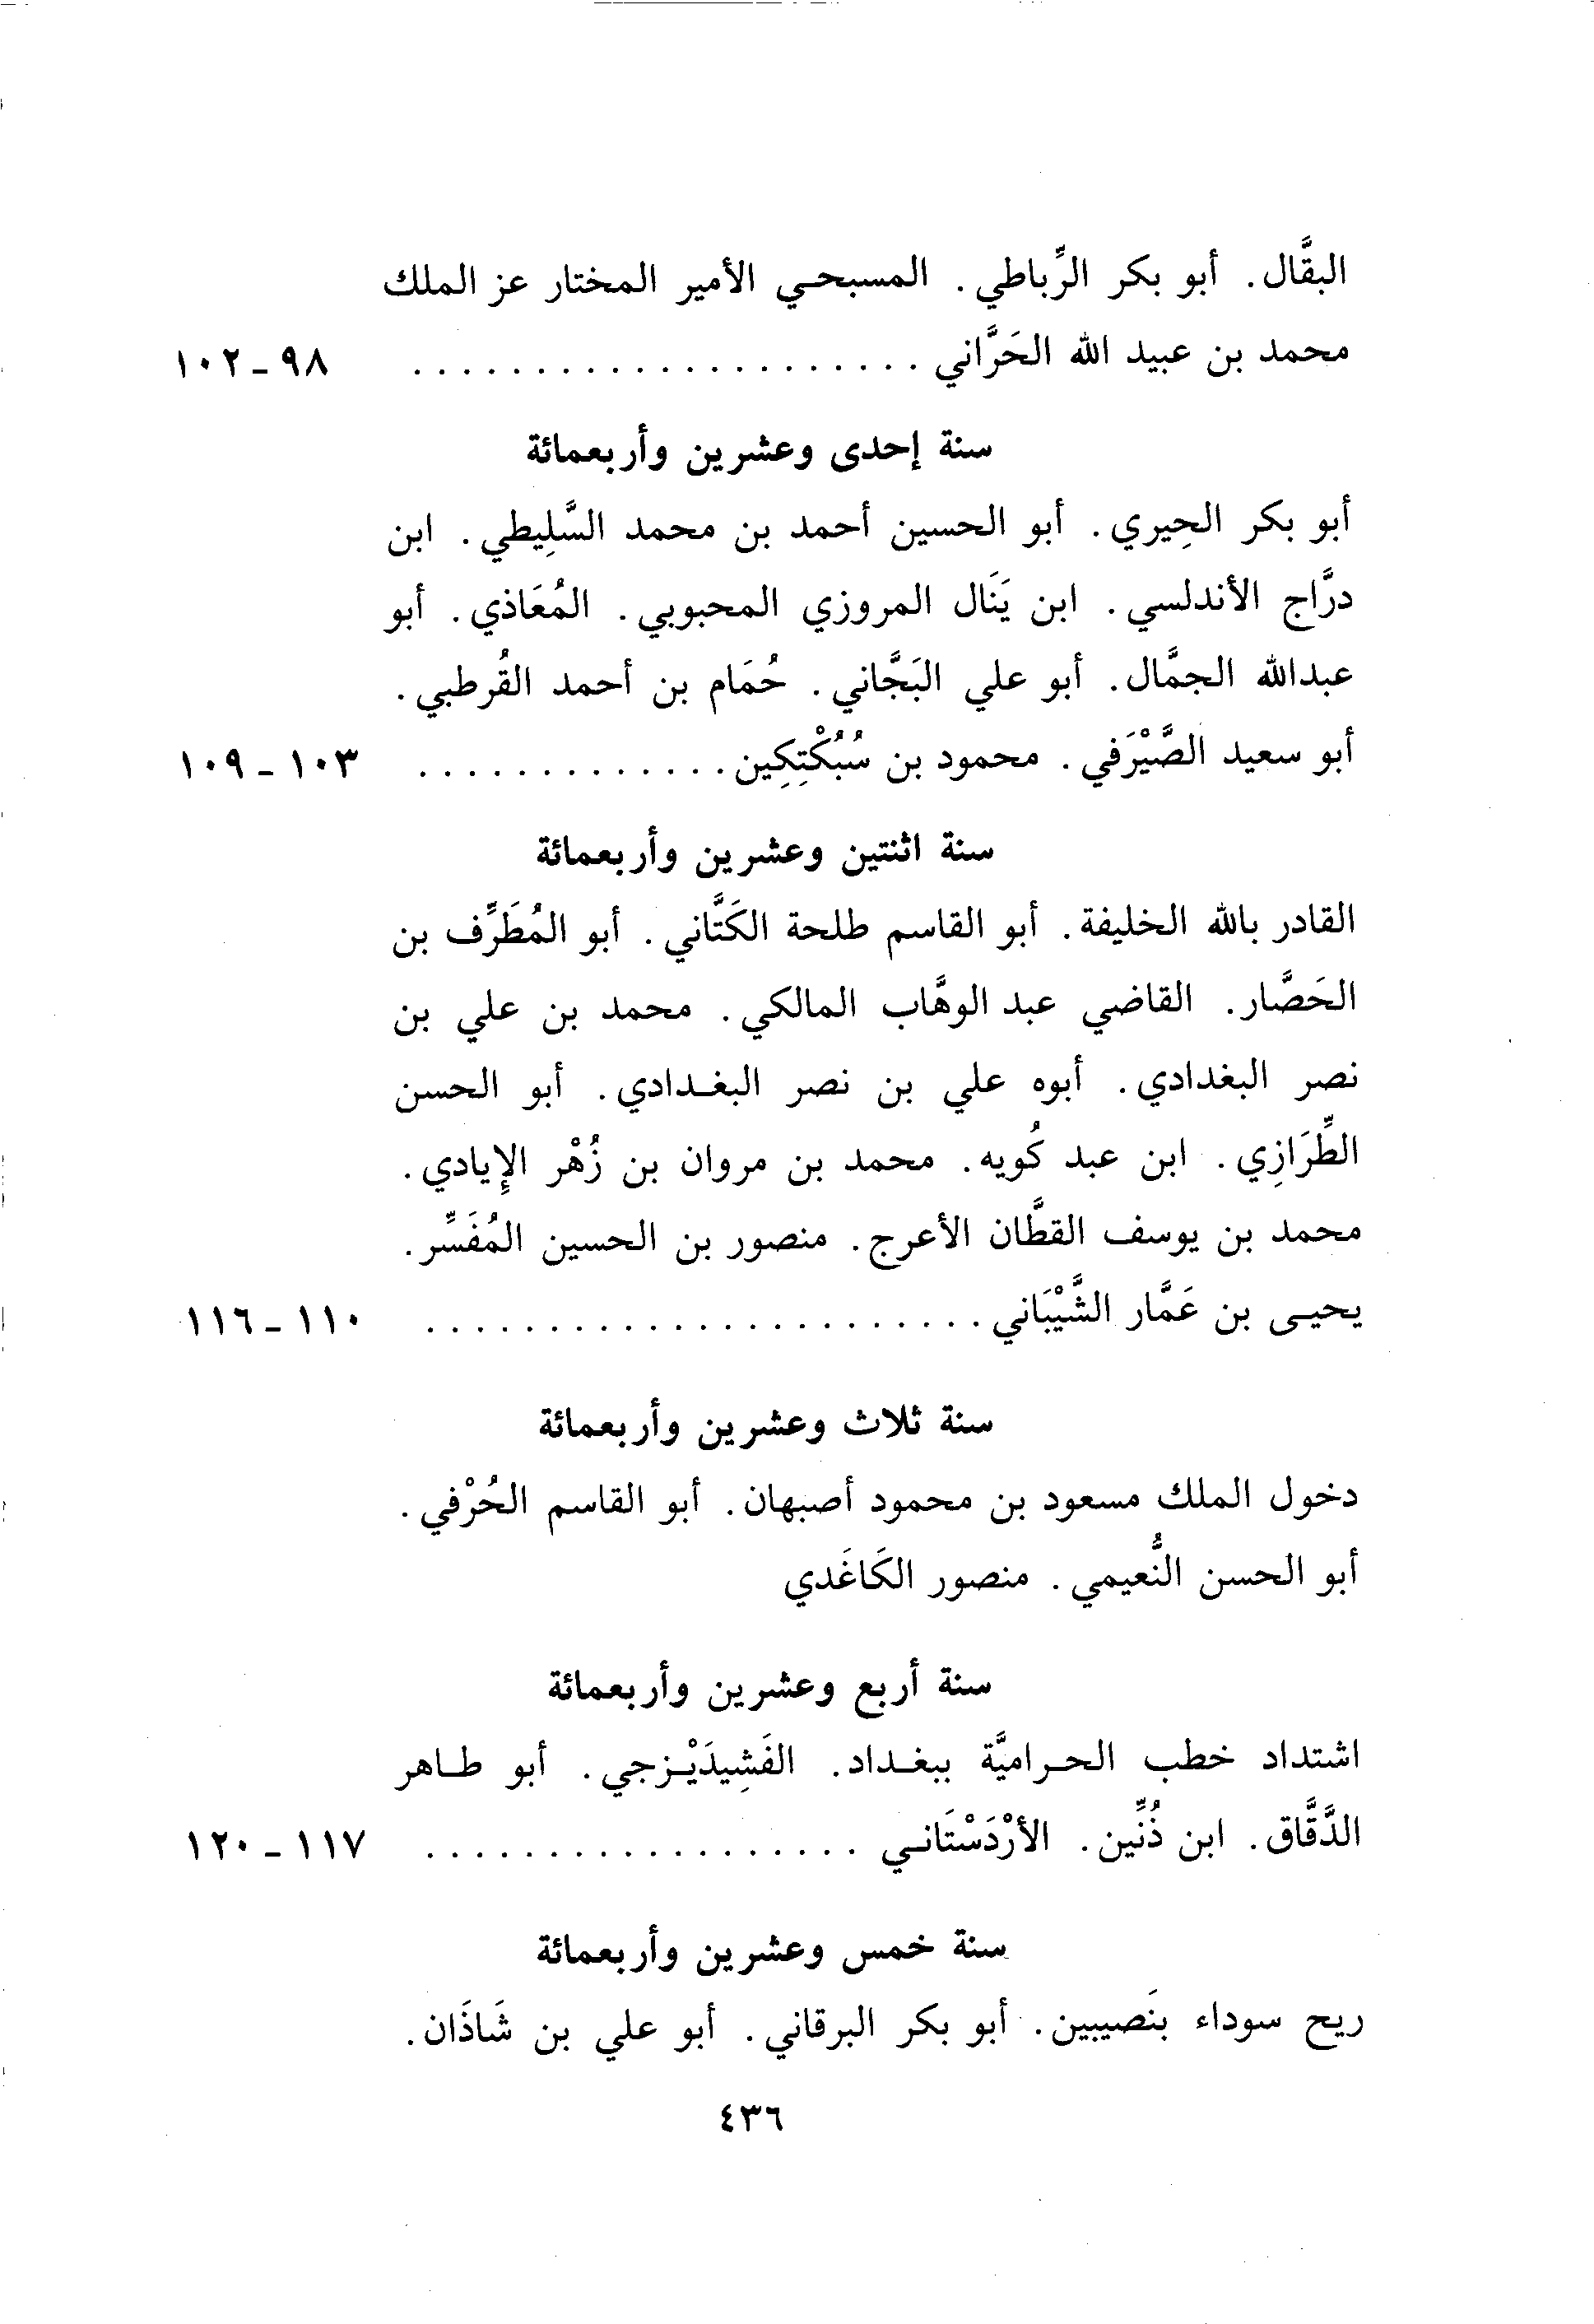 البقَّال. أبو بكر الرِّباطي. المسبحي الأمير المختار عز الملك
محمد بن عبيد الله الحَرَّاني . . . . . . . . . . . . . . . . . . . . . ٩٨ - ١٠٢
سنة إحدى وعشرين وأربعمائة
أبو بكر الحِيري. أبو الحسين أحمد بن محمد السَّلِيطي. ابن
درَّاج الأندلسي. ابن يَنَال المروزي المحبوبي. المُعَاذي. أبو
عبدالله الجمَّال. أبو علي البَجَّاني. حُمَام بن أحمد القُرطبي.
أبو سعيد الصَّيْرَفي. محمود بن سُبُكْتِكِين . . . . . . . . . . . . . ١٠٣ - ١٠٩
سنة اثنتين وعشرين وأربعمائة
القادر بالله الخليفة. أبو القاسم طلحة الكَتَّاني. أبو المُطَرِّف بن
الحَصَّار. القاضي عبد الوهَّاب المالكي. محمد بن علي بن
نصر البغدادي. أبوه علي بن نصر البغدادي. أبو الحسن
الطِّرَازِي. ابن عبد كُويه. محمد بن مروان بن زُهْر الإِيادي.
محمد بن يوسف القطَّان الأعرج. منصور بن الحسين المُفَسِّر.
يحيى بن عَمَّار الشَّيْبَاني . . . . . . . . . . . . . . . . . . . . . . . ١١٠ - ١١٦
سنة ثلاث وعشرين وأربعمائة
دخول الملك مسعود بن محمود أصبهان. أبو القاسم الحُرْفي.
أبو الحسن النُّعيمي. منصور الكَاغَدي
سنة أربع وعشرين وأربعمائة
اشتداد خطب الحراميَّة ببغداد. الفَشِيدَيْزجي. أبو طاهر
الدَّقَّاق. ابن ذُنِّين. الأرْدَسْتَاني . . . . . . . . . . . . . . . . . . ١١٧ - ١٢٠
سنة خمس وعشرين وأربعمائة
ريح سوداء بنَصيبين. أبو بكر البرقاني. أبو علي بن شَاذَان.
٤٣٦